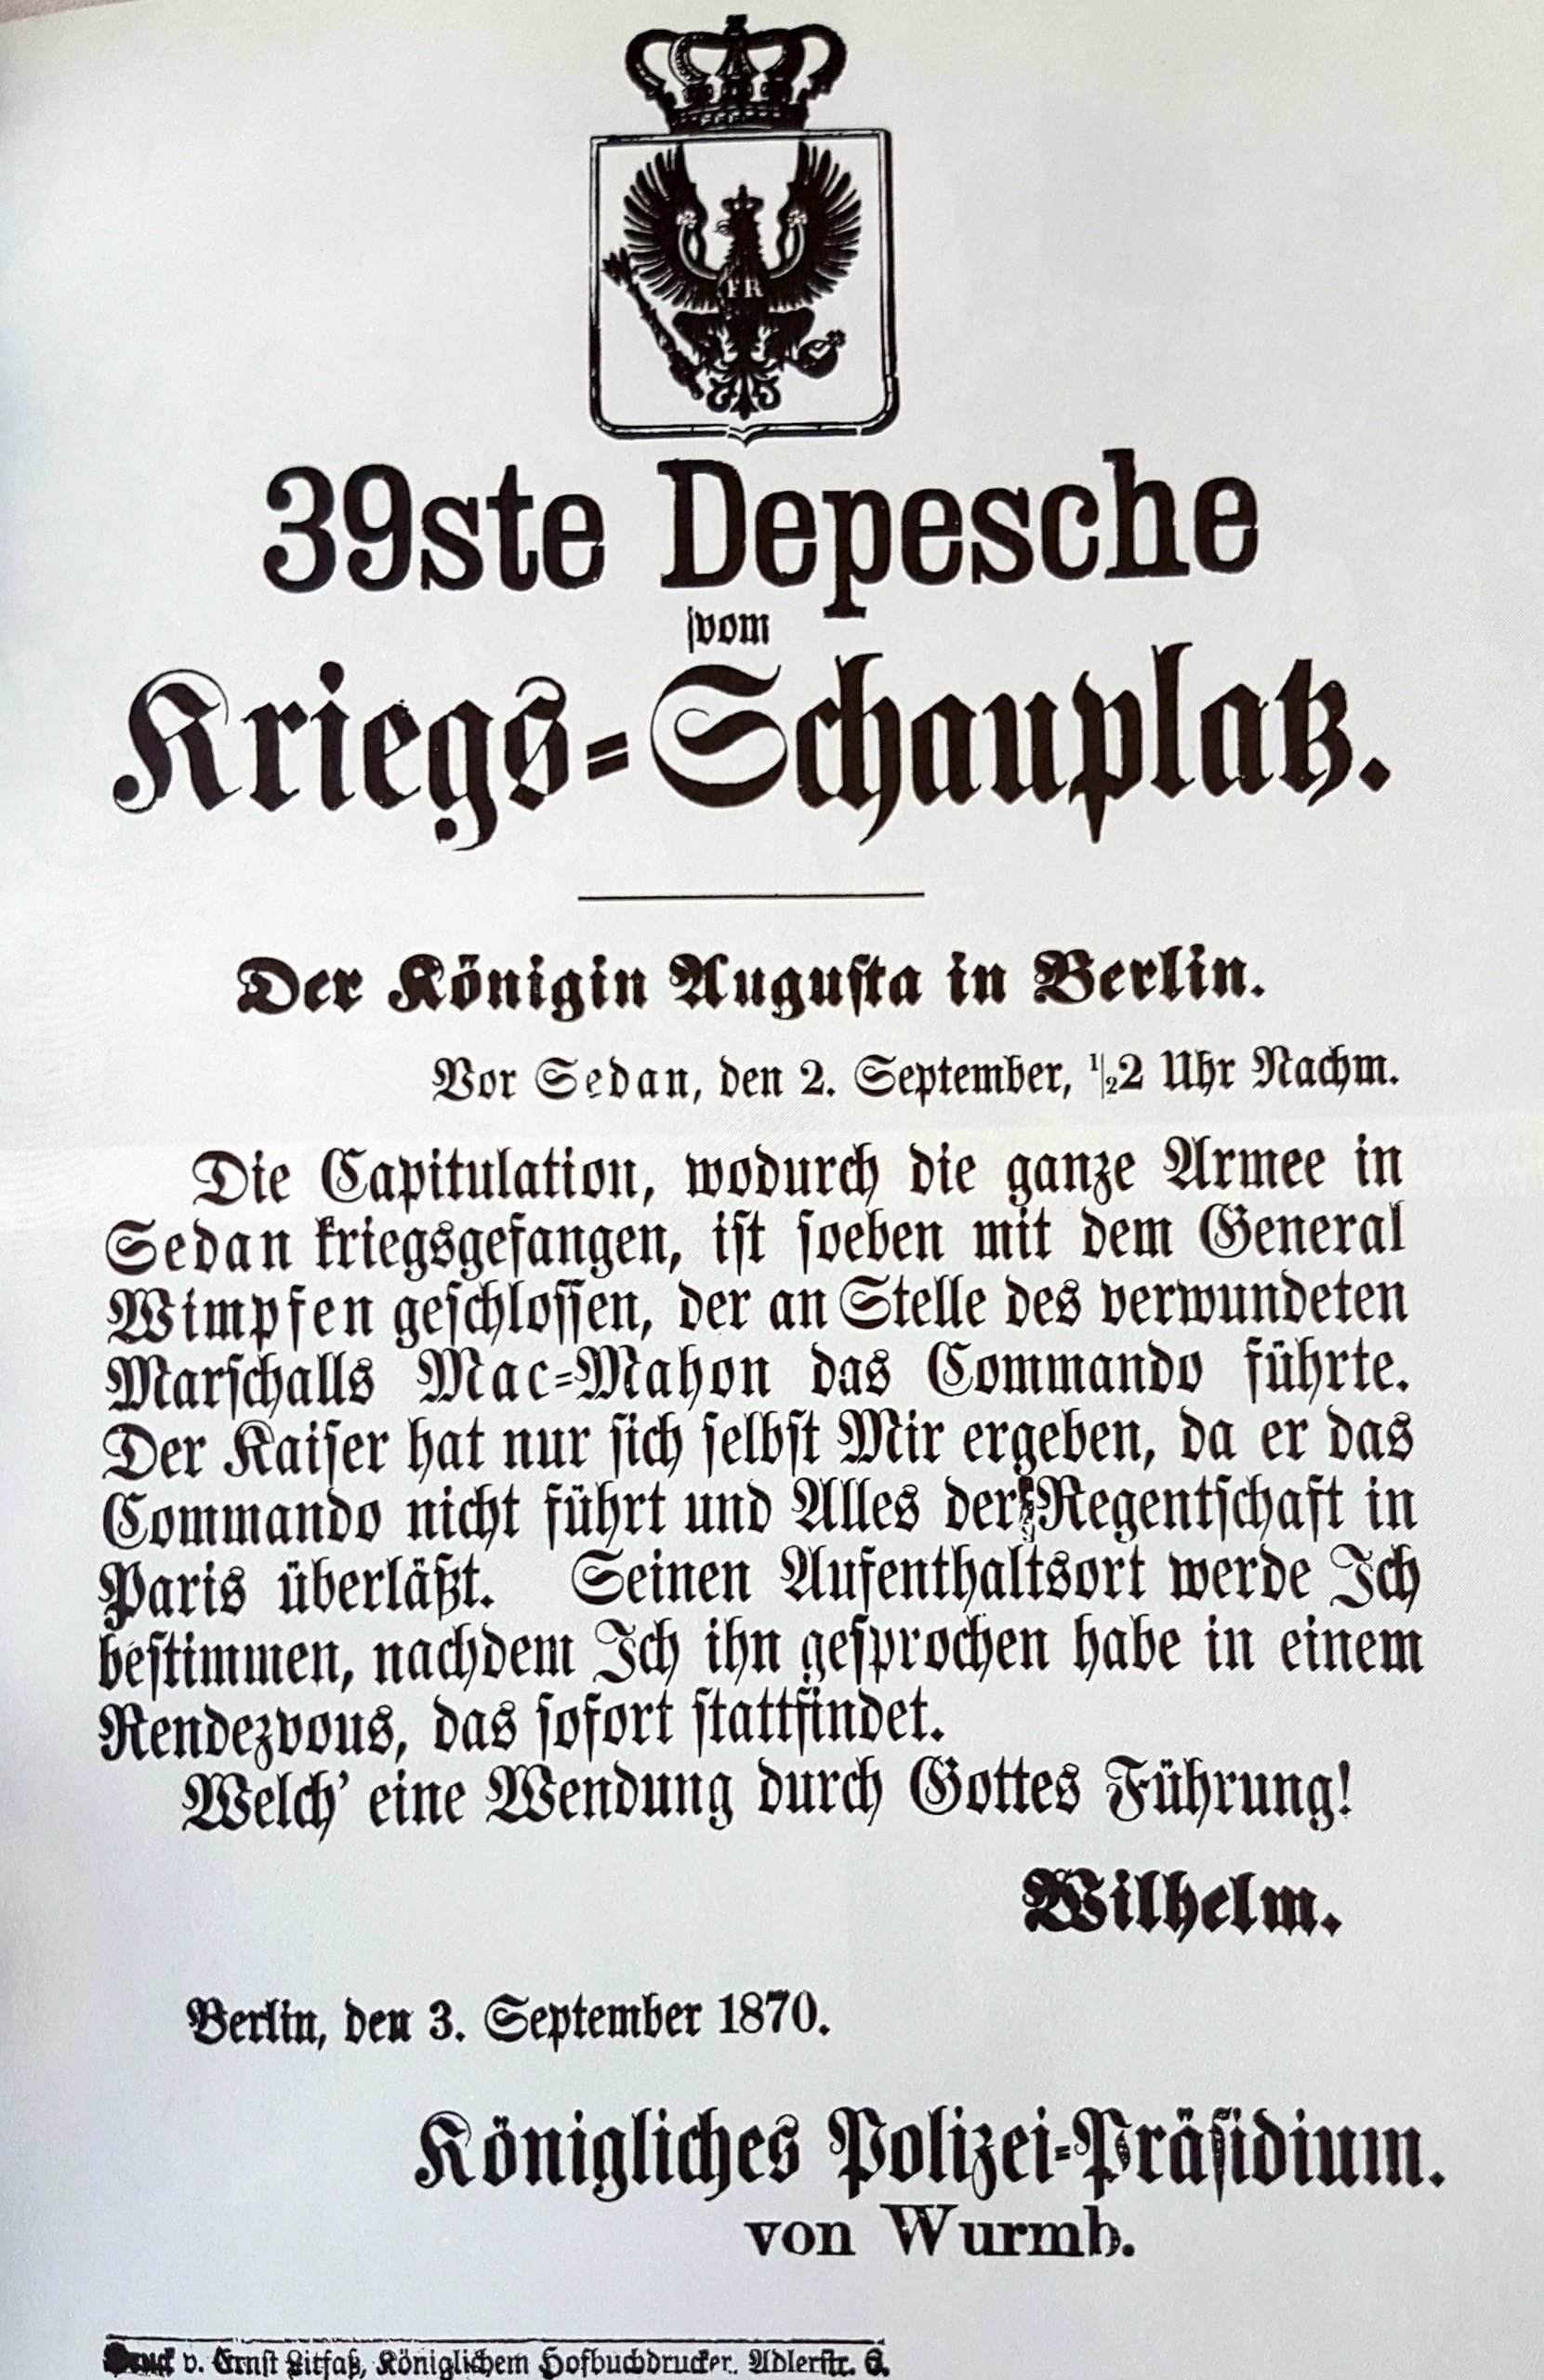 FR
39ste Depesche
vom
Kriegs=Schauplatz.
Der Königin Augusta in Berlin.
Vor Sedan, den 2. September, ½2 Uhr Nachm.
Die Capitulation, wodurch die ganze Armee in
Sedan kriegsgefangen, ist soeben mit dem General
Wimpfen geschlossen, der an Stelle des verwundeten
Marschalls Mac=Mahon das Commando führte.
Der Kaiser hat nur sich selbst Mir ergeben, da er das
Commando nicht führt und Alles der Regentschaft in
Paris überläßt. Seinen Aufenthaltsort werde Ich
bestimmen, nachdem Ich ihn gesprochen habe in einem
Rendezvous, das sofort stattfindet.
Welch' eine Wendung durch Gottes Führung!
Wilhelm.
Berlin, den 3. September 1870.
Königliches Polizei=Präsidium.
von Wurmb.
Druck v. Ernst Litfaß, Königlichem Hofbuchdrucker. Adlerstr. 6.